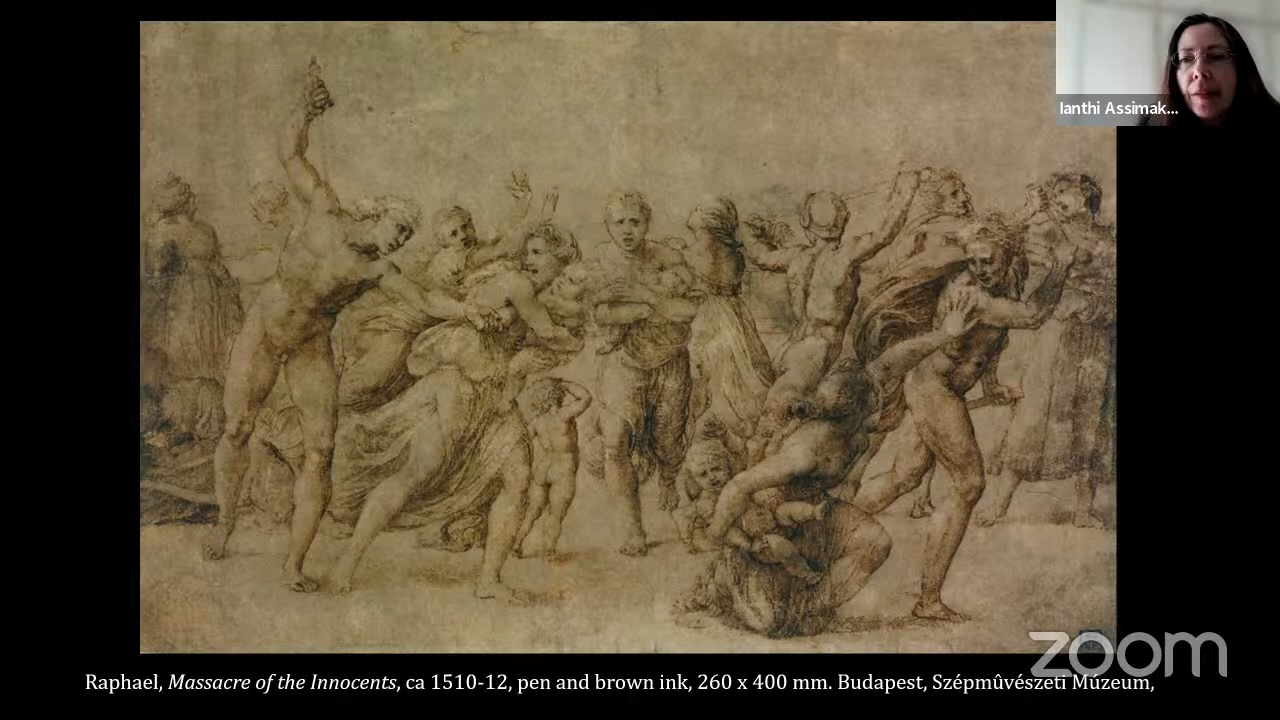 Ianthi Assimak...
zoom
Raphael, Massacre of the Innocents, ca 1510-12, pen and brown ink, 260 x 400 mm. Budapest, Szépmûvészeti Múzeum,